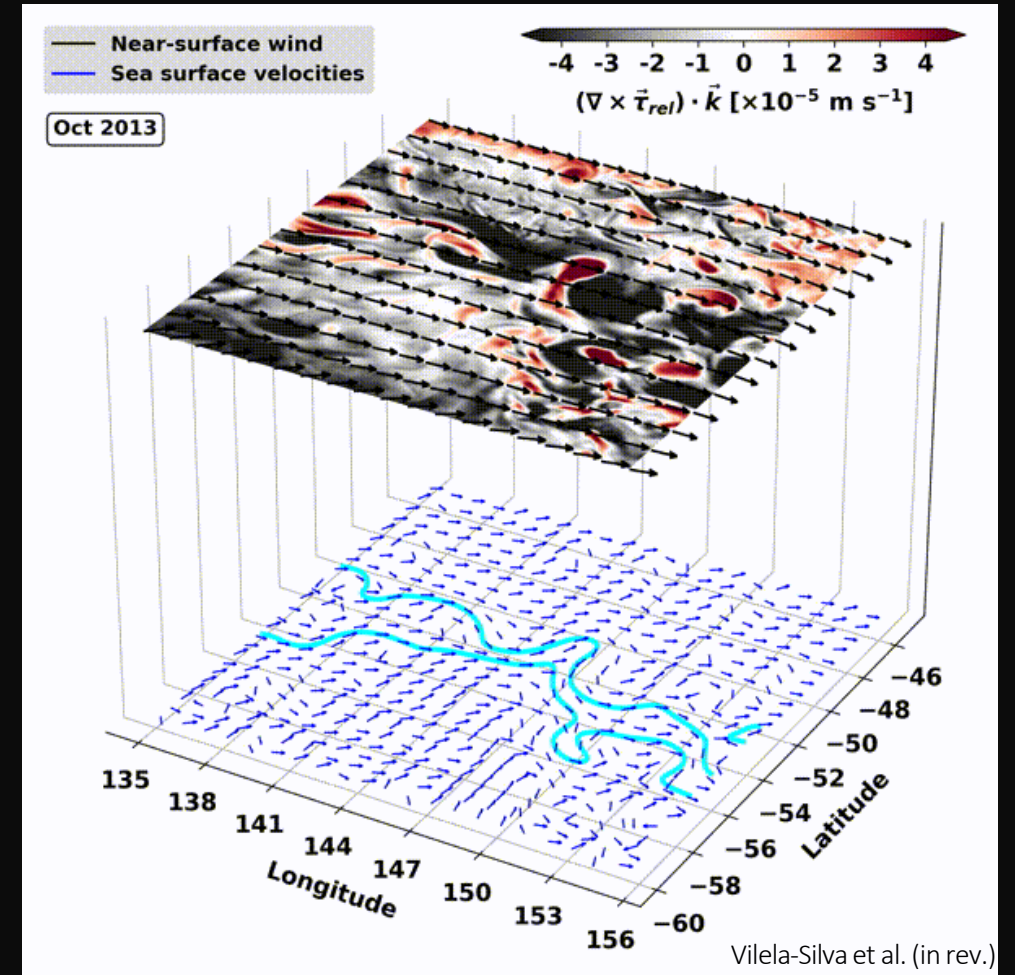 Near-surface wind
Sea surface velocities
Oct 2013
-4 -3 -2 -1 0 1 2 3 4
(∇ × τ⃗rel) · k⃗ [×10⁻⁵ m s⁻¹]
−46
−48
−50
−52
−54
−56
−58
−60
Latitude
135
138
141
144
147
150
153
156
Longitude
Vilela-Silva et al. (in rev.)